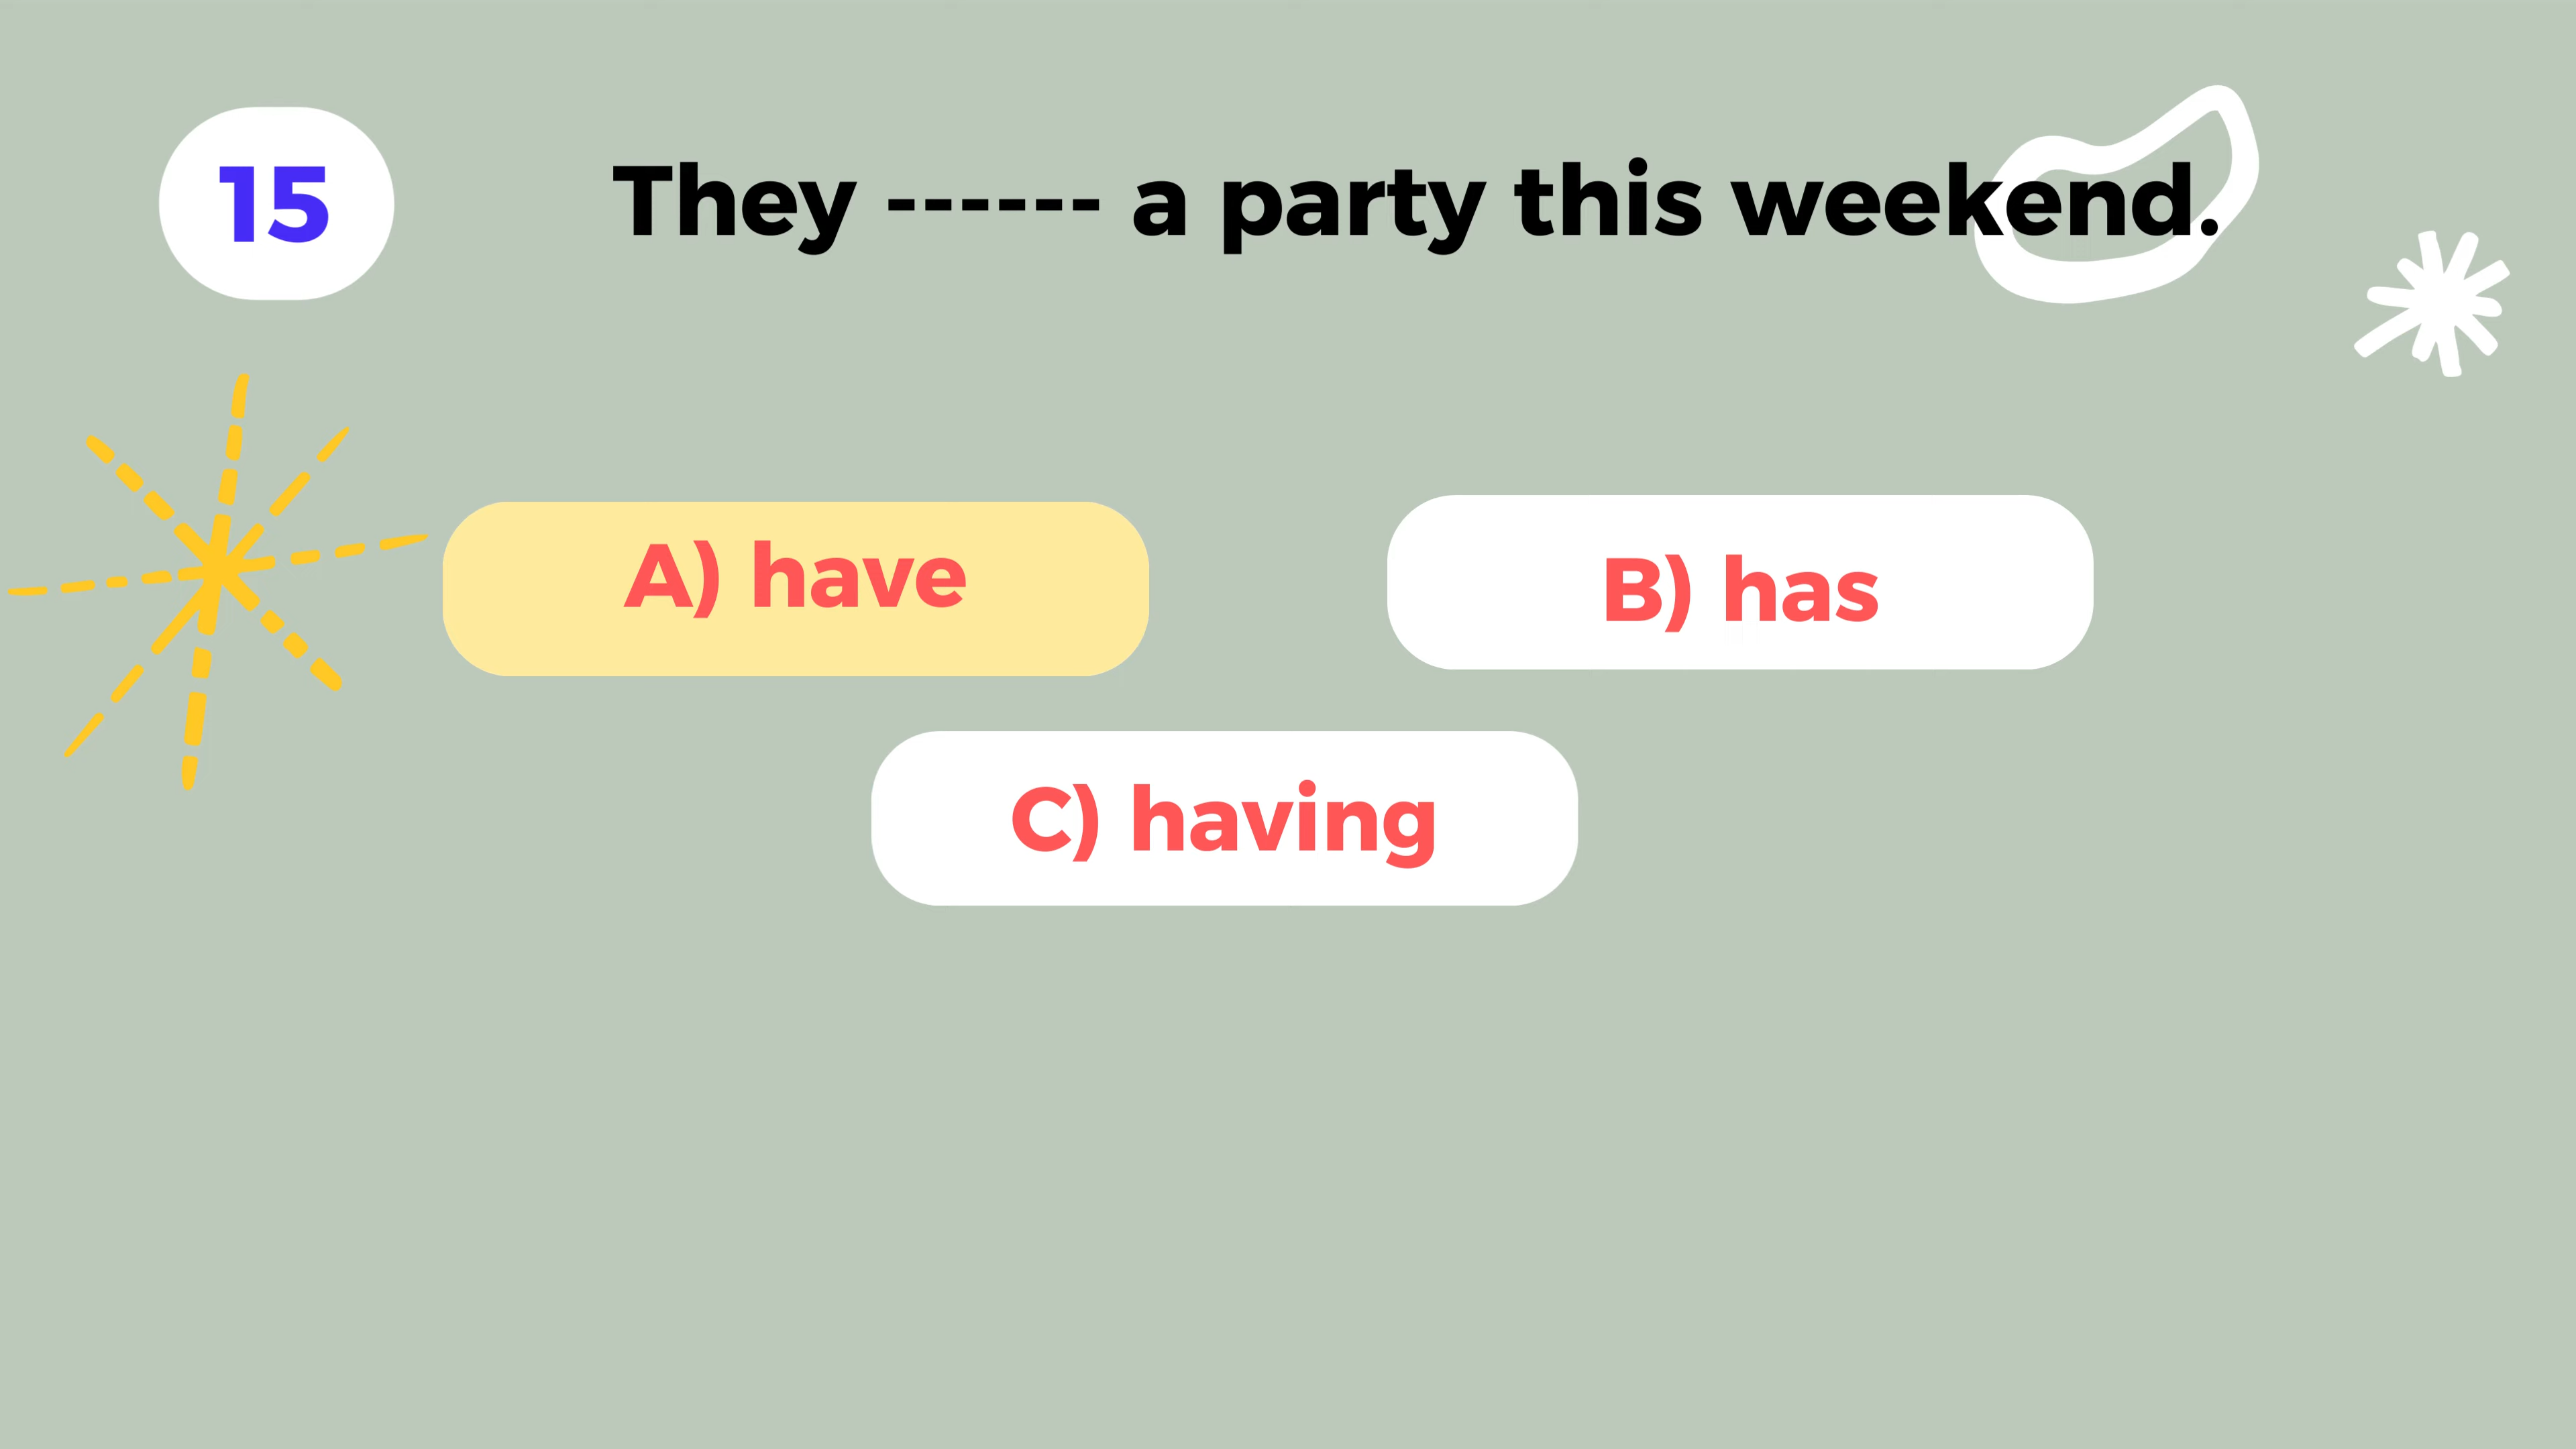 15
They ------ a party this weekend.
A) have
B) has
C) having